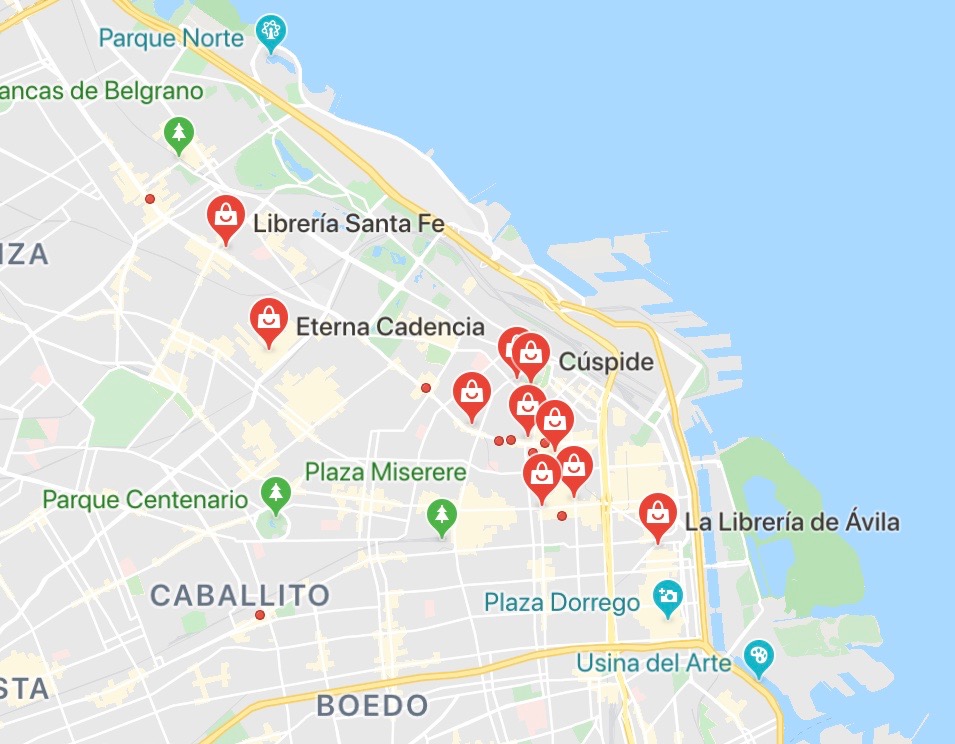 Parque Norte
ancas de Belgrano
Librería Santa Fe
IZA
Eterna Cadencia
Cúspide
Plaza Miserere
Parque Centenario
La Librería de Ávila
CABALLITO
Plaza Dorrego
Usina del Arte
STA
BOEDO